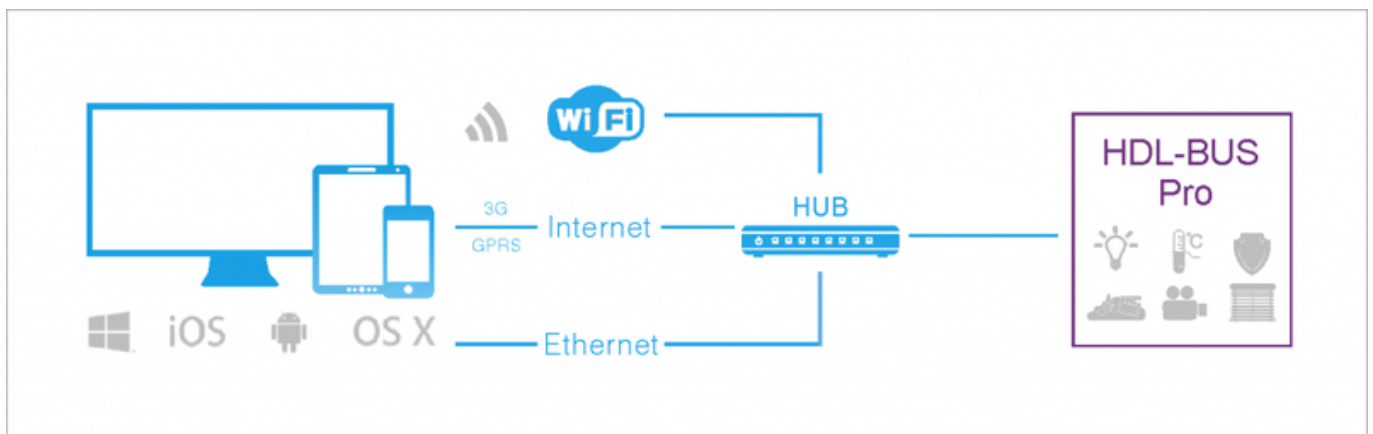 WiFi
HDL-BUS
Pro
3G
GPRS
Internet
HUB
°C
iOS
OS X
Ethernet